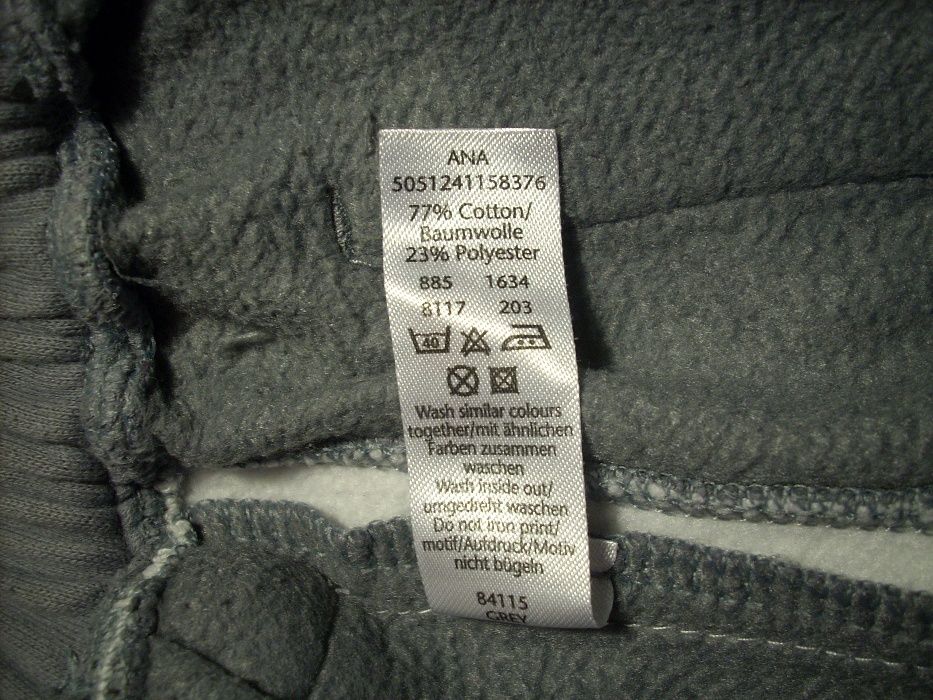 ANA
5051241158376
77% Cotton/
Baumwolle
23% Polyester
885 1634
8117 203
40
Wash similar colours
together/mit ähnlichen
Farben zusammen
waschen
Wash inside out/
umgedreht waschen
Do not iron print/
motif/Aufdruck/Motiv
nicht bügeln
84115
GREY